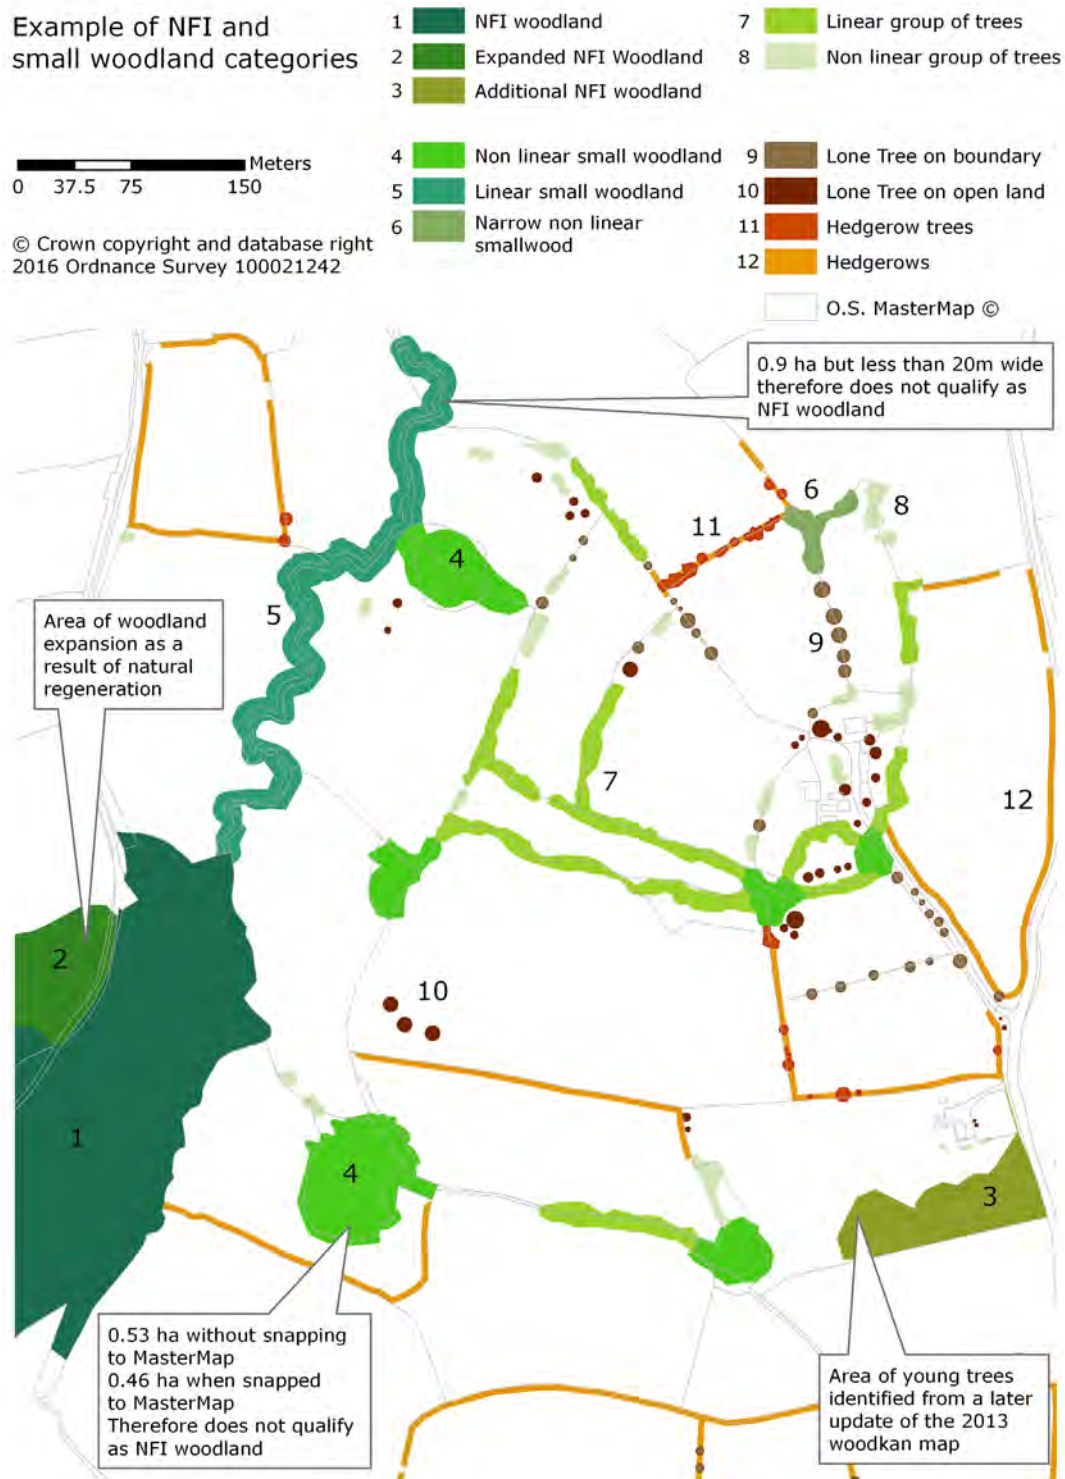 Example of NFI and
small woodland categories
1 NFI woodland
2 Expanded NFI Woodland
3 Additional NFI woodland
7 Linear group of trees
8 Non linear group of trees
Meters
0 37.5 75 150
4 Non linear small woodland
5 Linear small woodland
6 Narrow non linear
smallwood
9 Lone Tree on boundary
10 Lone Tree on open land
11 Hedgerow trees
12 Hedgerows
O.S. MasterMap ©
© Crown copyright and database right
2016 Ordnance Survey 100021242
0.9 ha but less than 20m wide
therefore does not qualify as
NFI woodland
6
8
11
4
5
9
Area of woodland
expansion as a
result of natural
regeneration
7
12
2
10
1
4
3
0.53 ha without snapping
to MasterMap
0.46 ha when snapped
to MasterMap
Therefore does not qualify
as NFI woodland
Area of young trees
identified from a later
update of the 2013
woodkan map